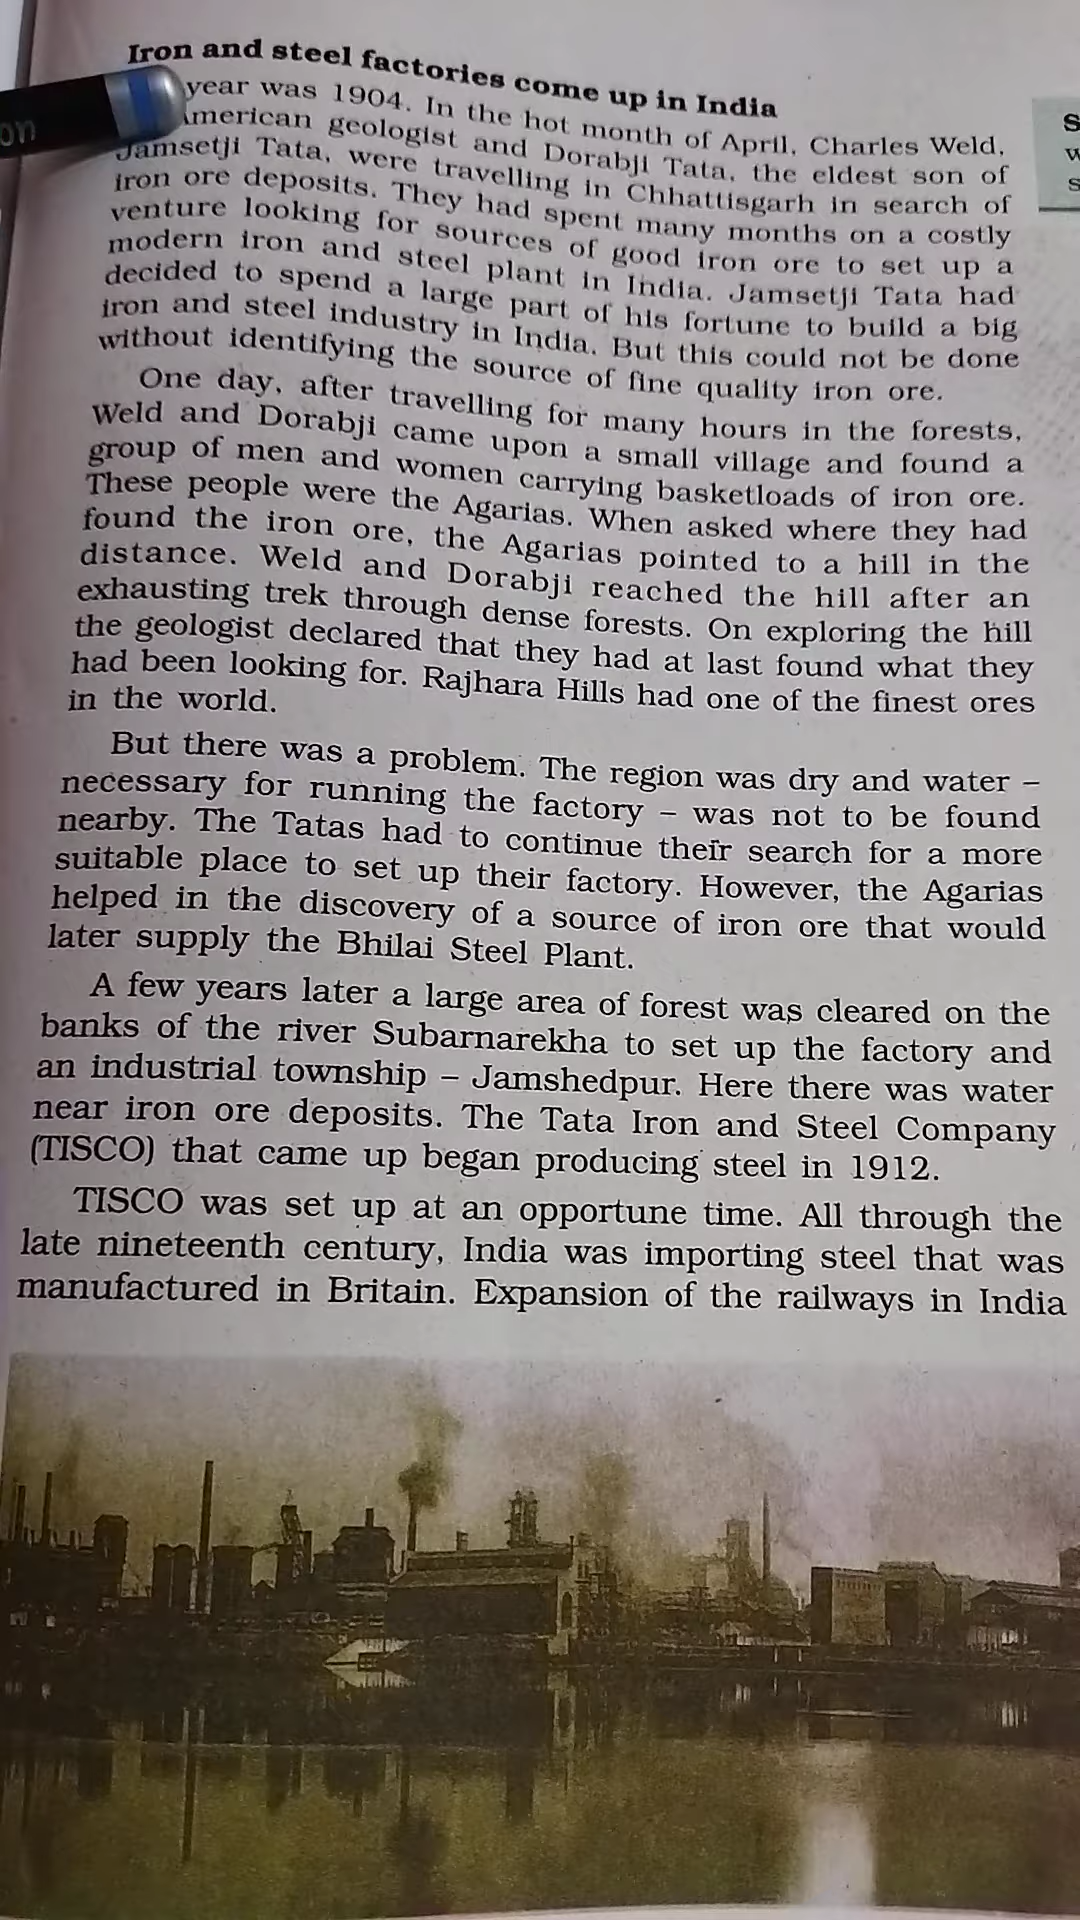 Iron and steel factories come up in India
year was 1904. In the hot month of April, Charles Weld,
American geologist and Dorabji Tata, the eldest son of
Jamsetji Tata, were travelling in Chhattisgarh in search of
iron ore deposits. They had spent many months on a costly
venture looking for sources of good iron ore to set up a
modern iron and steel plant in India. Jamsetji Tata had
decided to spend a large part of his fortune to build a big
iron and steel industry in India. But this could not be done
without identifying the source of fine quality iron ore.
One day, after travelling for many hours in the forests,
Weld and Dorabji came upon a small village and found a
group of men and women carrying basketloads of iron ore.
These people were the Agarias. When asked where they had
found the iron ore, the Agarias pointed to a hill in the
distance. Weld and Dorabji reached the hill after an
exhausting trek through dense forests. On exploring the hill
the geologist declared that they had at last found what they
had been looking for. Rajhara Hills had one of the finest ores
in the world.
But there was a problem. The region was dry and water –
necessary for running the factory – was not to be found
nearby. The Tatas had to continue their search for a more
suitable place to set up their factory. However, the Agarias
helped in the discovery of a source of iron ore that would
later supply the Bhilai Steel Plant.
A few years later a large area of forest was cleared on the
banks of the river Subarnarekha to set up the factory and
an industrial township – Jamshedpur. Here there was water
near iron ore deposits. The Tata Iron and Steel Company
(TISCO) that came up began producing steel in 1912.
TISCO was set up at an opportune time. All through the
late nineteenth century, India was importing steel that was
manufactured in Britain. Expansion of the railways in India